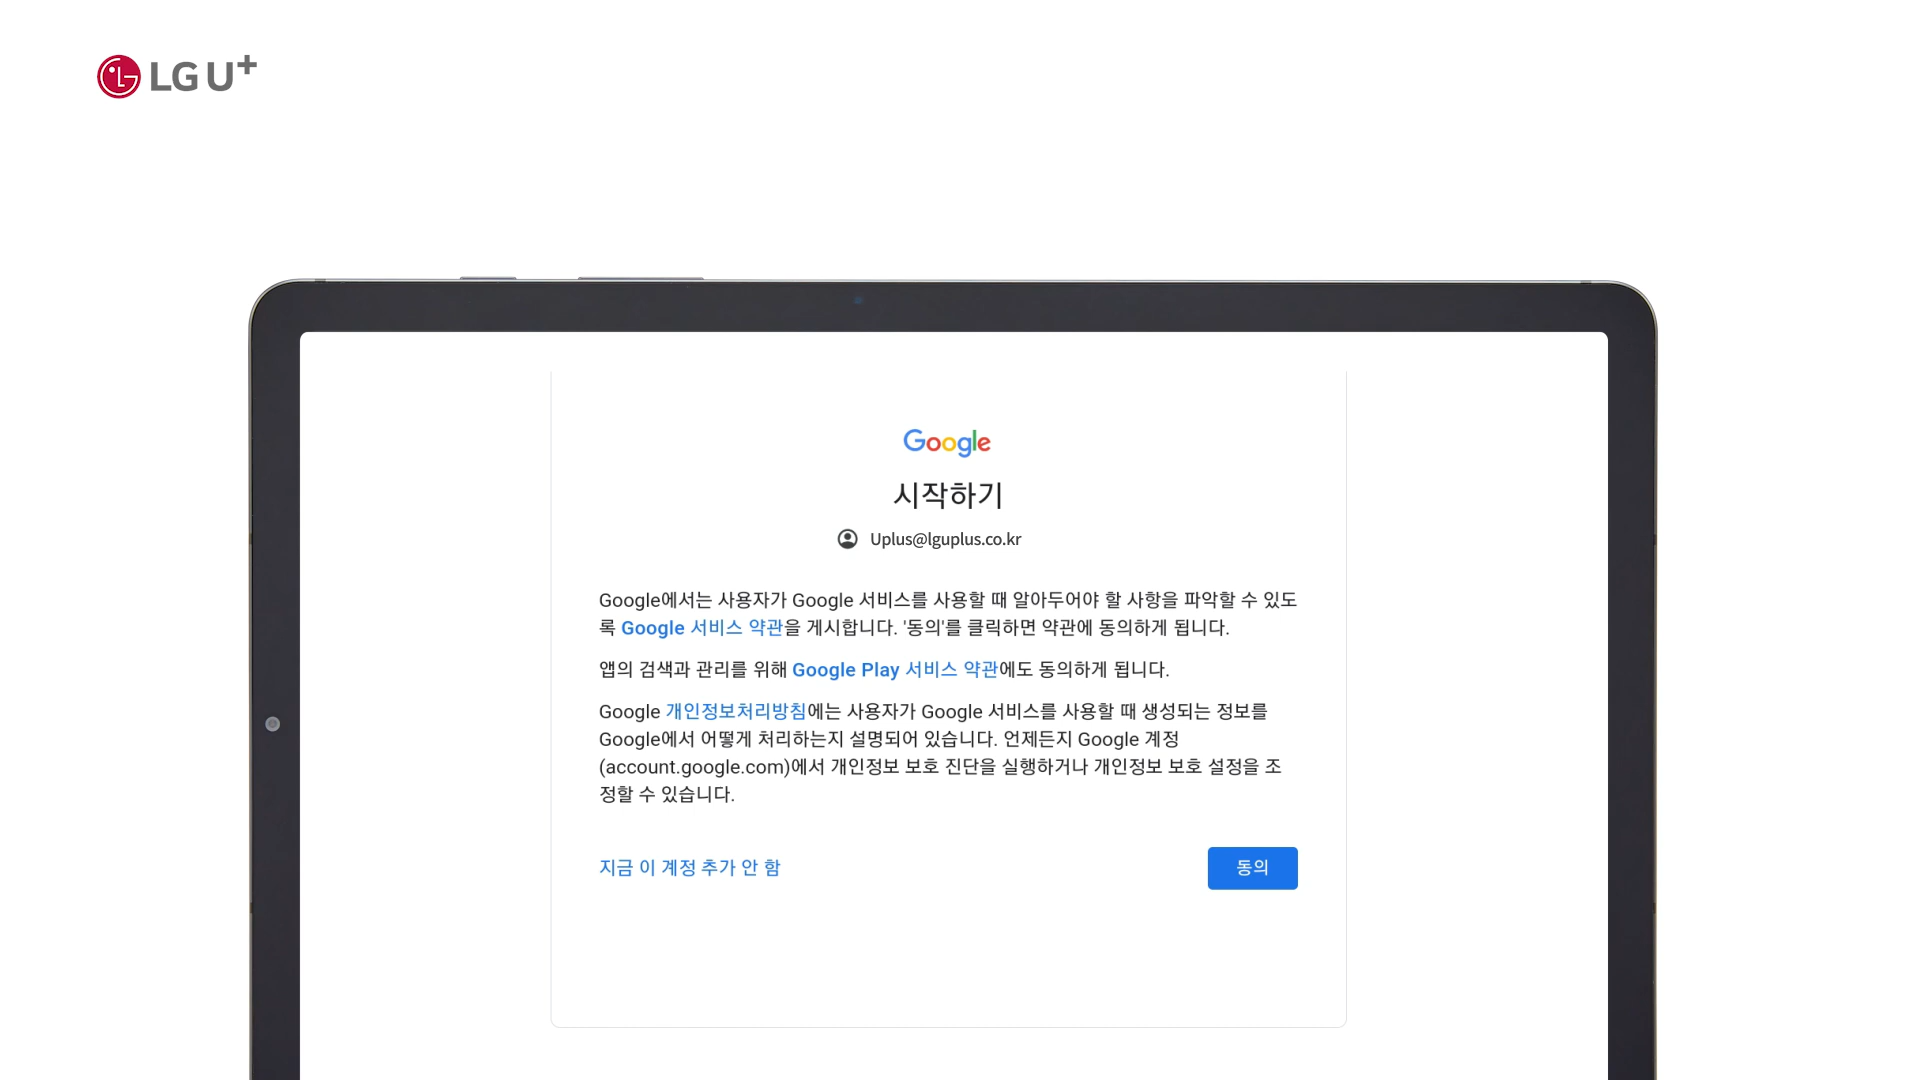 LG U+
Google
시작하기
Uplus@lguplus.co.kr
Google에서는 사용자가 Google 서비스를 사용할 때 알아두어야 할 사항을 파악할 수 있도
록 Google 서비스 약관을 게시합니다. '동의'를 클릭하면 약관에 동의하게 됩니다.
앱의 검색과 관리를 위해 Google Play 서비스 약관에도 동의하게 됩니다.
Google 개인정보처리방침에는 사용자가 Google 서비스를 사용할 때 생성되는 정보를
Google에서 어떻게 처리하는지 설명되어 있습니다. 언제든지 Google 계정
(account.google.com)에서 개인정보 보호 진단을 실행하거나 개인정보 보호 설정을 조
정할 수 있습니다.
지금 이 계정 추가 안 함
동의